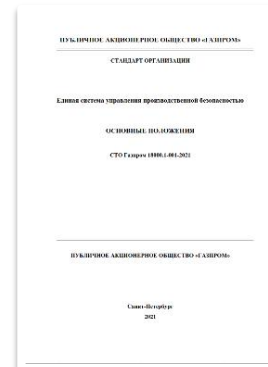 ПУБЛИЧНОЕ АКЦИОНЕРНОЕ ОБЩЕСТВО «ГАЗПРОМ»
СТАНДАРТ ОРГАНИЗАЦИИ
Единая система управления производственной безопасностью
ОСНОВНЫЕ ПОЛОЖЕНИЯ
СТО Газпром 18000.1-001-2021
ПУБЛИЧНОЕ АКЦИОНЕРНОЕ ОБЩЕСТВО «ГАЗПРОМ»
Санкт-Петербург
2021